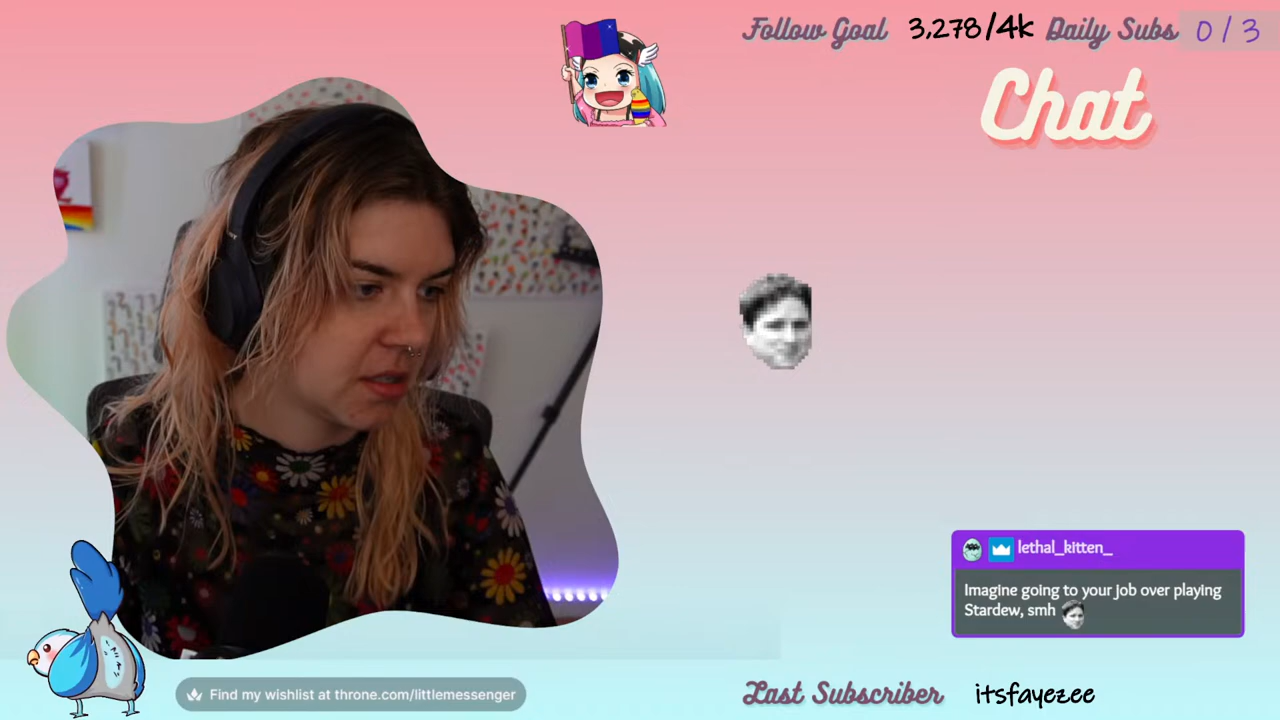 Follow Goal 3,278/4k Daily Subs 0 / 3
Chat
lethal_kitten_
Imagine going to your job over playing
Stardew, smh
Find my wishlist at throne.com/littlemessenger
Last Subscriber itsfayezee